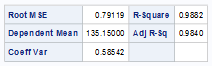 Root MSE 0.79119 R-Square 0.9882
Dependent Mean 135.15000 Adj R-Sq 0.9840
Coeff Var 0.58542